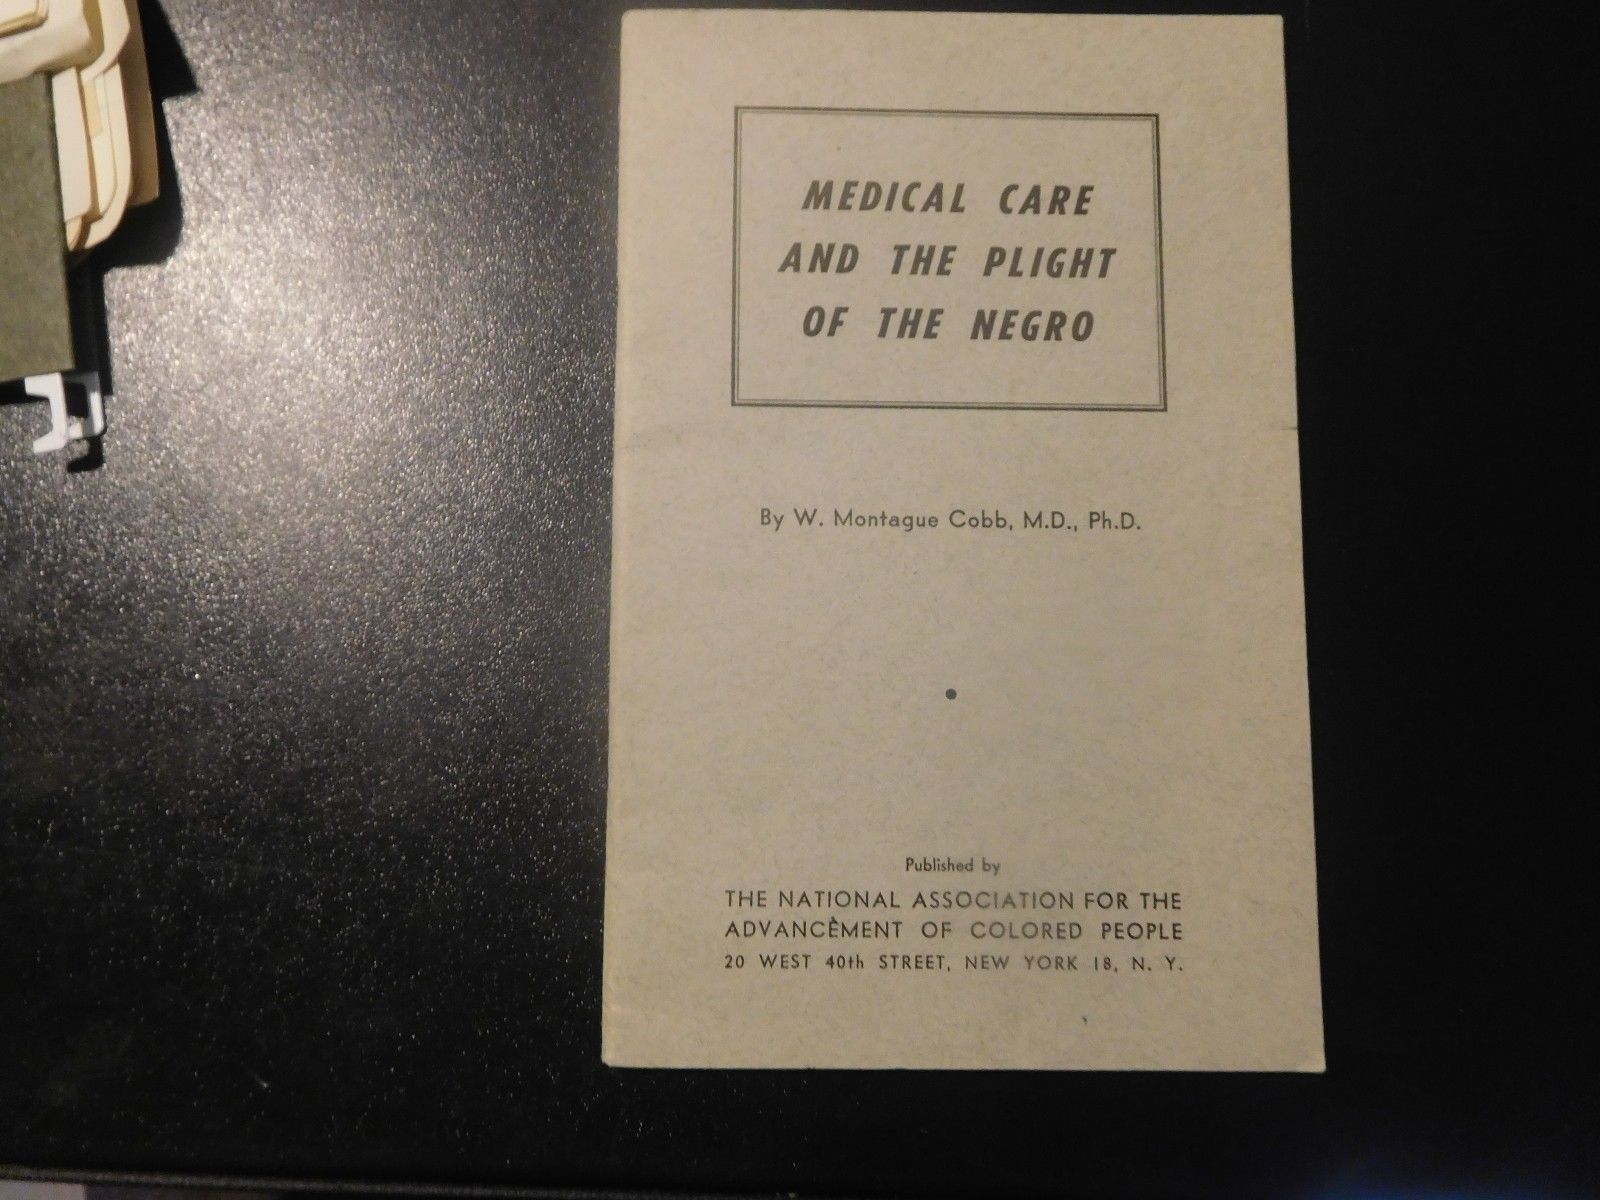 MEDICAL CARE
AND THE PLIGHT
OF THE NEGRO
By W. Montague Cobb, M.D., Ph.D.
Published by
THE NATIONAL ASSOCIATION FOR THE
ADVANCEMENT OF COLORED PEOPLE
20 WEST 40th STREET, NEW YORK 18, N. Y.